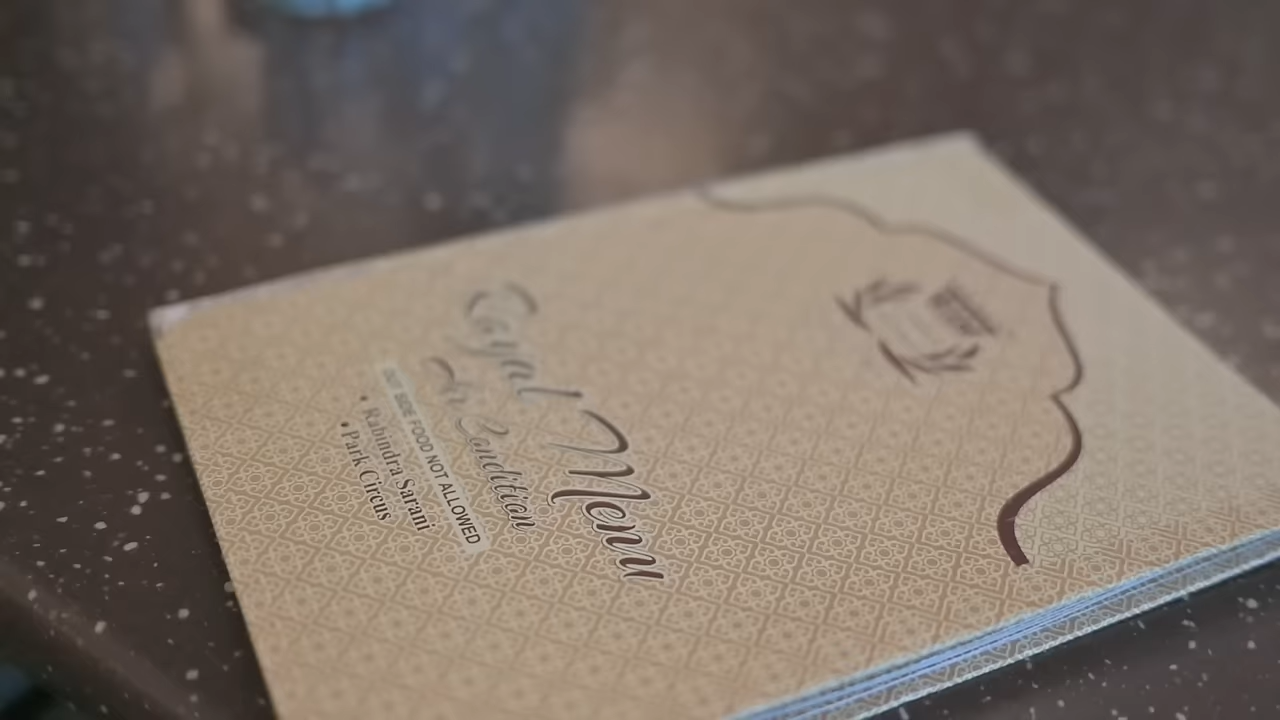 Royal Menu
Air Condition
OUT SIDE FOOD NOT ALLOWED
• Rabindra Sarani
• Park Circus